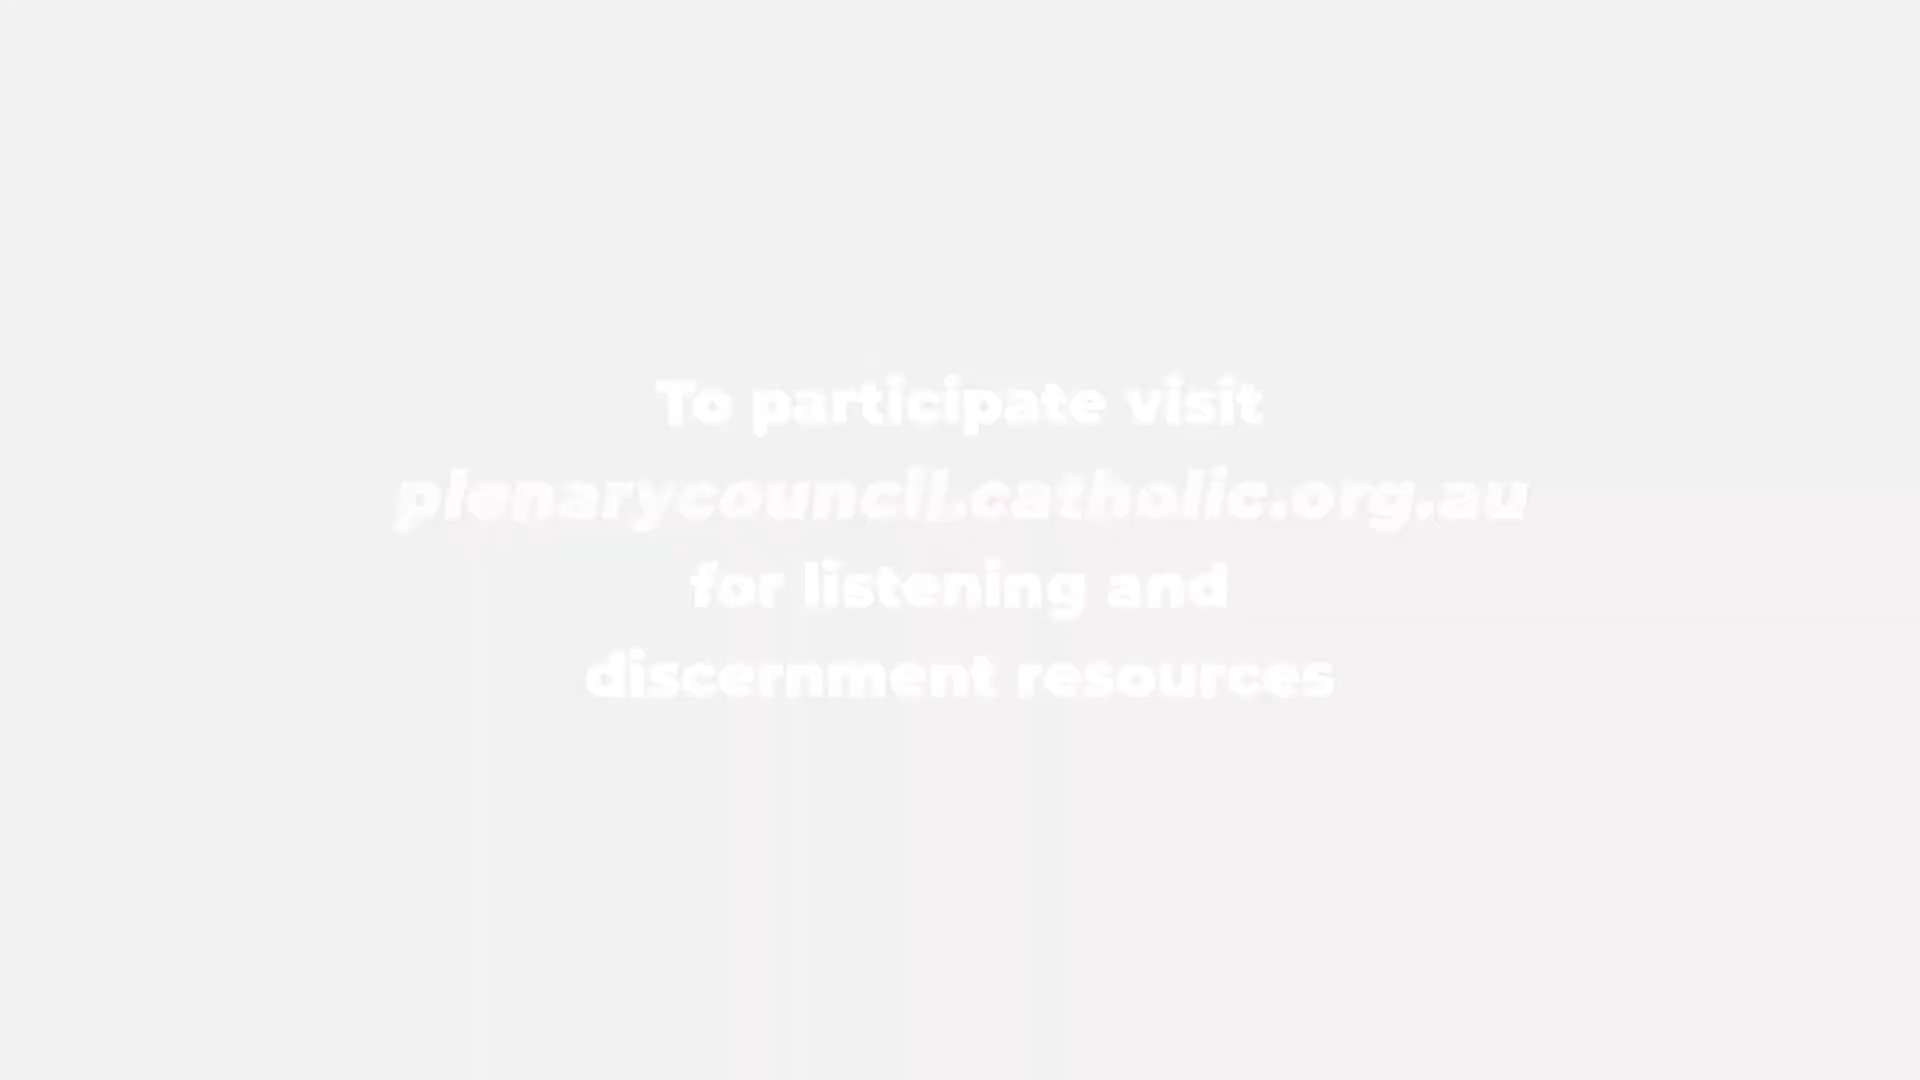 To participate visit
plenarycouncil.catholic.org.au
for listening and
discernment resources